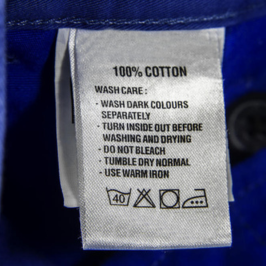 100% COTTON
WASH CARE :
· WASH DARK COLOURS
SEPARATELY
· TURN INSIDE OUT BEFORE
WASHING AND DRYING
· DO NOT BLEACH
· TUMBLE DRY NORMAL
· USE WARM IRON
40